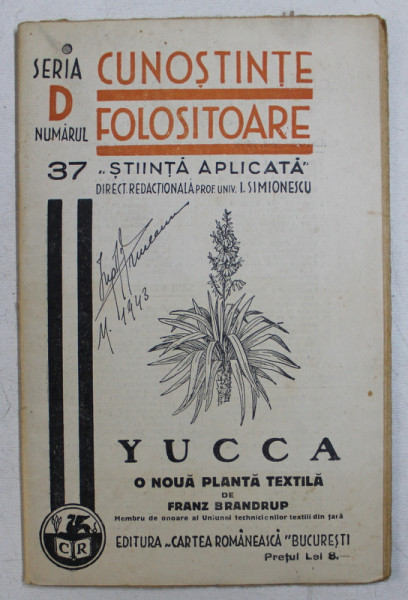 SERIA
D
NUMĂRUL
37
CUNOȘTINȚE
FOLOSITOARE
"ȘTIINȚĂ APLICATĂ"
DIRECT. REDACȚIONALĂ PROF. UNIV. I. SIMIONESCU
1943
YUCCA
O NOUĂ PLANTĂ TEXTILĂ
DE
FRANZ BRANDRUP
Membru de onoare al Uniunei technicienilor textili din țară
C R
EDITURA „CARTEA ROMÂNEASCĂ” BUCUREȘTI
Prețul Lei 8.—